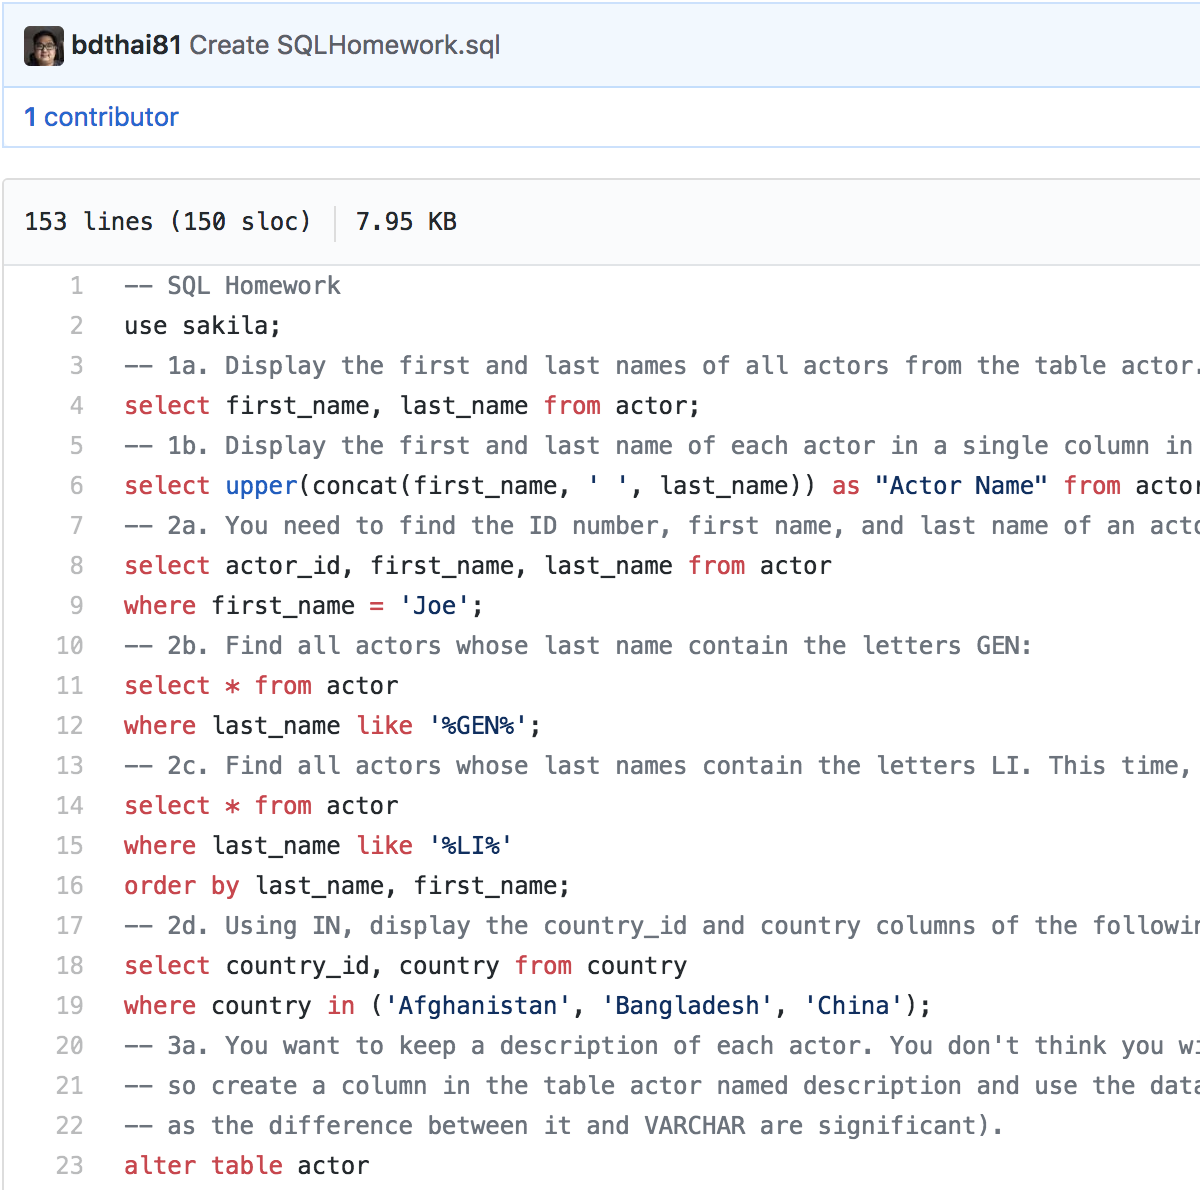 bdthai81 Create SQLHomework.sql
1 contributor
153 lines (150 sloc) 7.95 KB
1 -- SQL Homework
2 use sakila;
3 -- 1a. Display the first and last names of all actors from the table actor.
4 select first_name, last_name from actor;
5 -- 1b. Display the first and last name of each actor in a single column in
6 select upper(concat(first_name, ' ', last_name)) as "Actor Name" from actor
7 -- 2a. You need to find the ID number, first name, and last name of an acto
8 select actor_id, first_name, last_name from actor
9 where first_name = 'Joe';
10 -- 2b. Find all actors whose last name contain the letters GEN:
11 select * from actor
12 where last_name like '%GEN%';
13 -- 2c. Find all actors whose last names contain the letters LI. This time,
14 select * from actor
15 where last_name like '%LI%'
16 order by last_name, first_name;
17 -- 2d. Using IN, display the country_id and country columns of the followin
18 select country_id, country from country
19 where country in ('Afghanistan', 'Bangladesh', 'China');
20 -- 3a. You want to keep a description of each actor. You don't think you wi
21 -- so create a column in the table actor named description and use the data
22 -- as the difference between it and VARCHAR are significant).
23 alter table actor